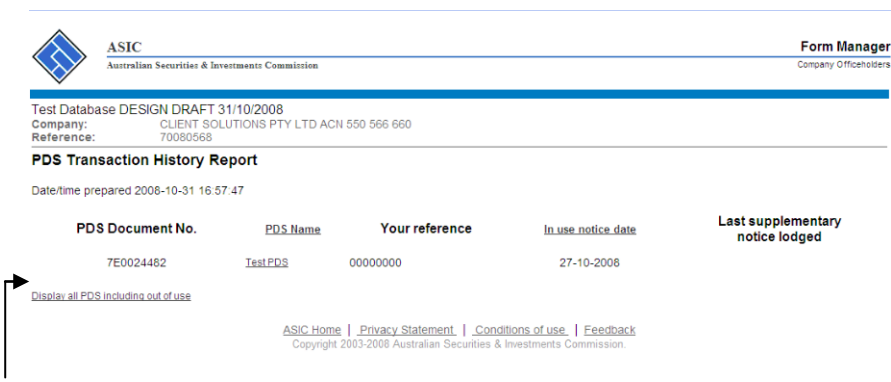 ASIC
Australian Securities & Investments Commission
Form Manager
Company Officeholders
Test Database DESIGN DRAFT 31/10/2008
Company: CLIENT SOLUTIONS PTY LTD ACN 550 566 660
Reference: 70080568
PDS Transaction History Report
Date/time prepared 2008-10-31 16:57:47
PDS Document No. PDS Name Your reference In use notice date Last supplementary notice lodged
7E0024482 Test PDS 00000000 27-10-2008
Display all PDS including out of use
ASIC Home | Privacy Statement | Conditions of use | Feedback
Copyright 2003-2008 Australian Securities & Investments Commission.